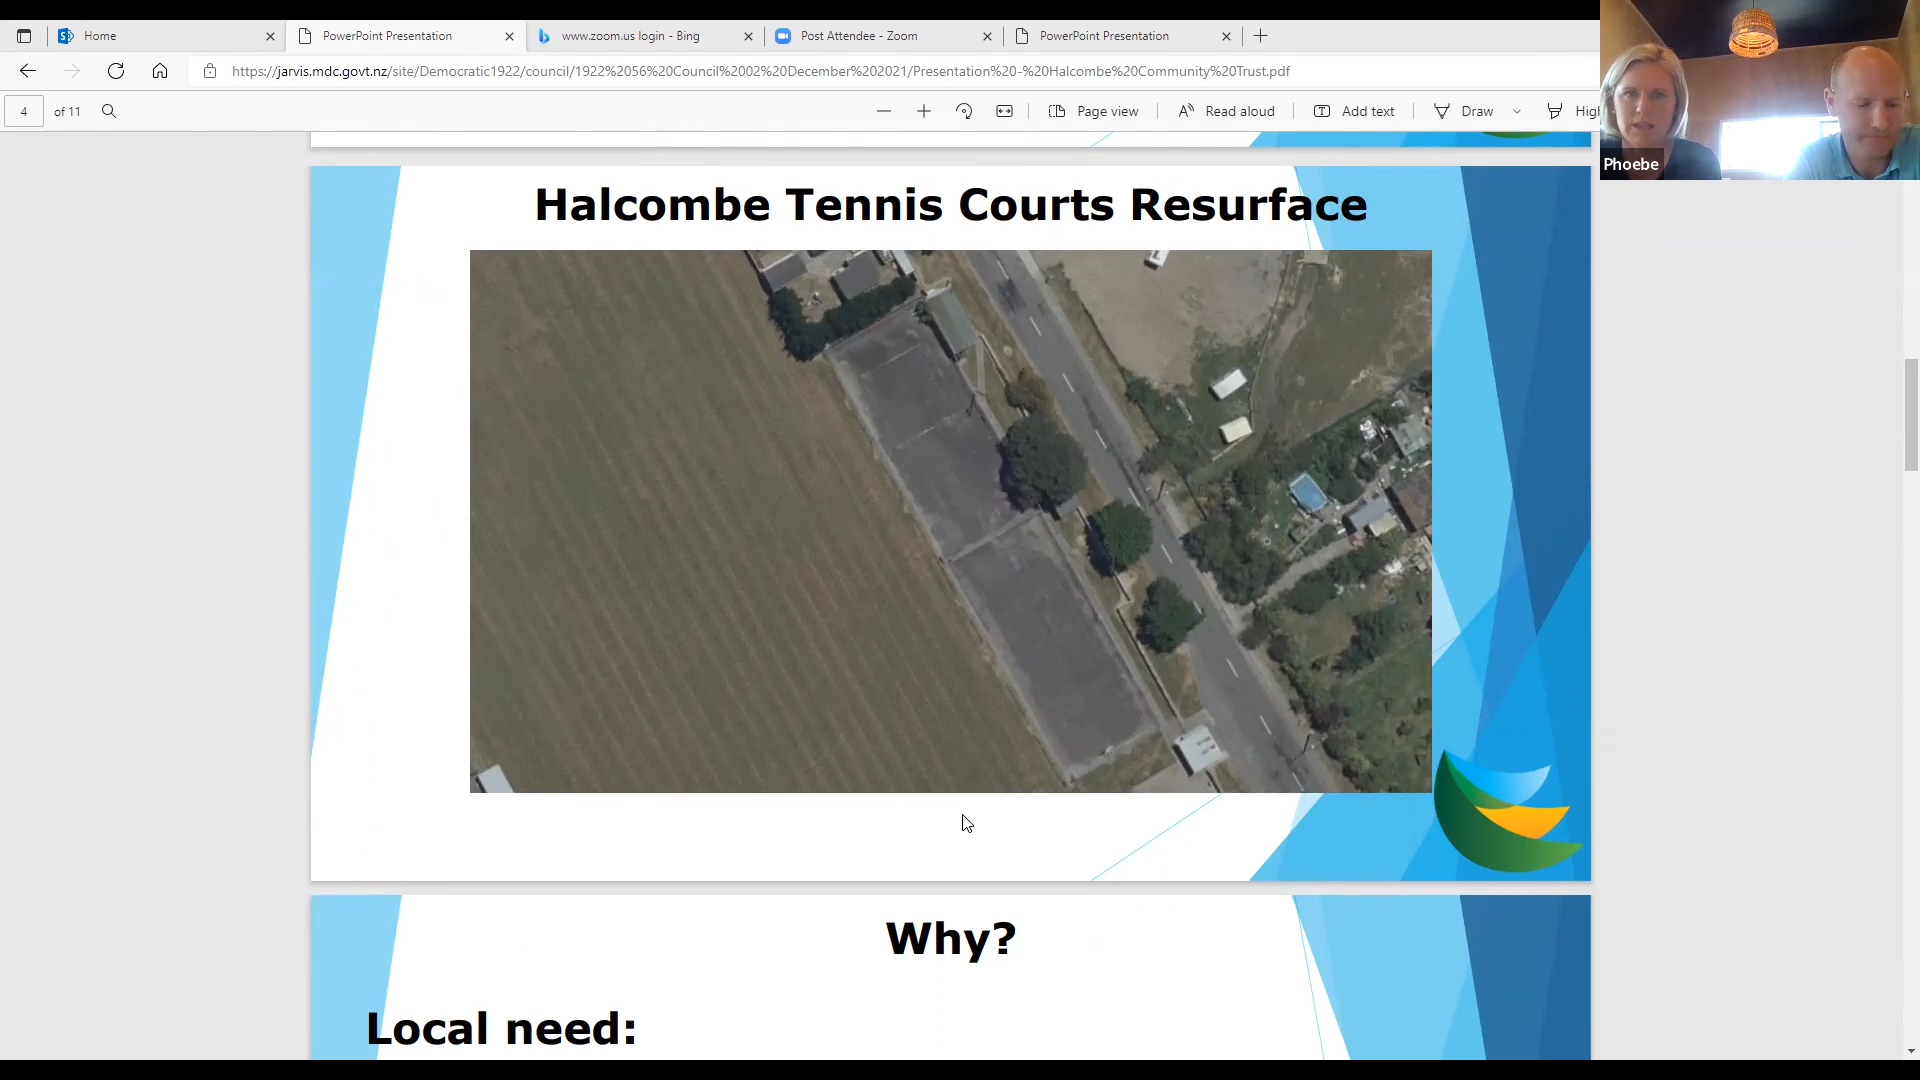 Home
PowerPoint Presentation
www.zoom.us login - Bing
Post Attendee - Zoom
PowerPoint Presentation
https://jarvis.mdc.govt.nz/site/Democratic1922/council/1922%2056%20Council%2002%20December%202021/Presentation%20-%20Halcombe%20Community%20Trust.pdf
4 of 11
Page view
Read aloud
Add text
Draw
Hig
Phoebe
Halcombe Tennis Courts Resurface
Why?
Local need: